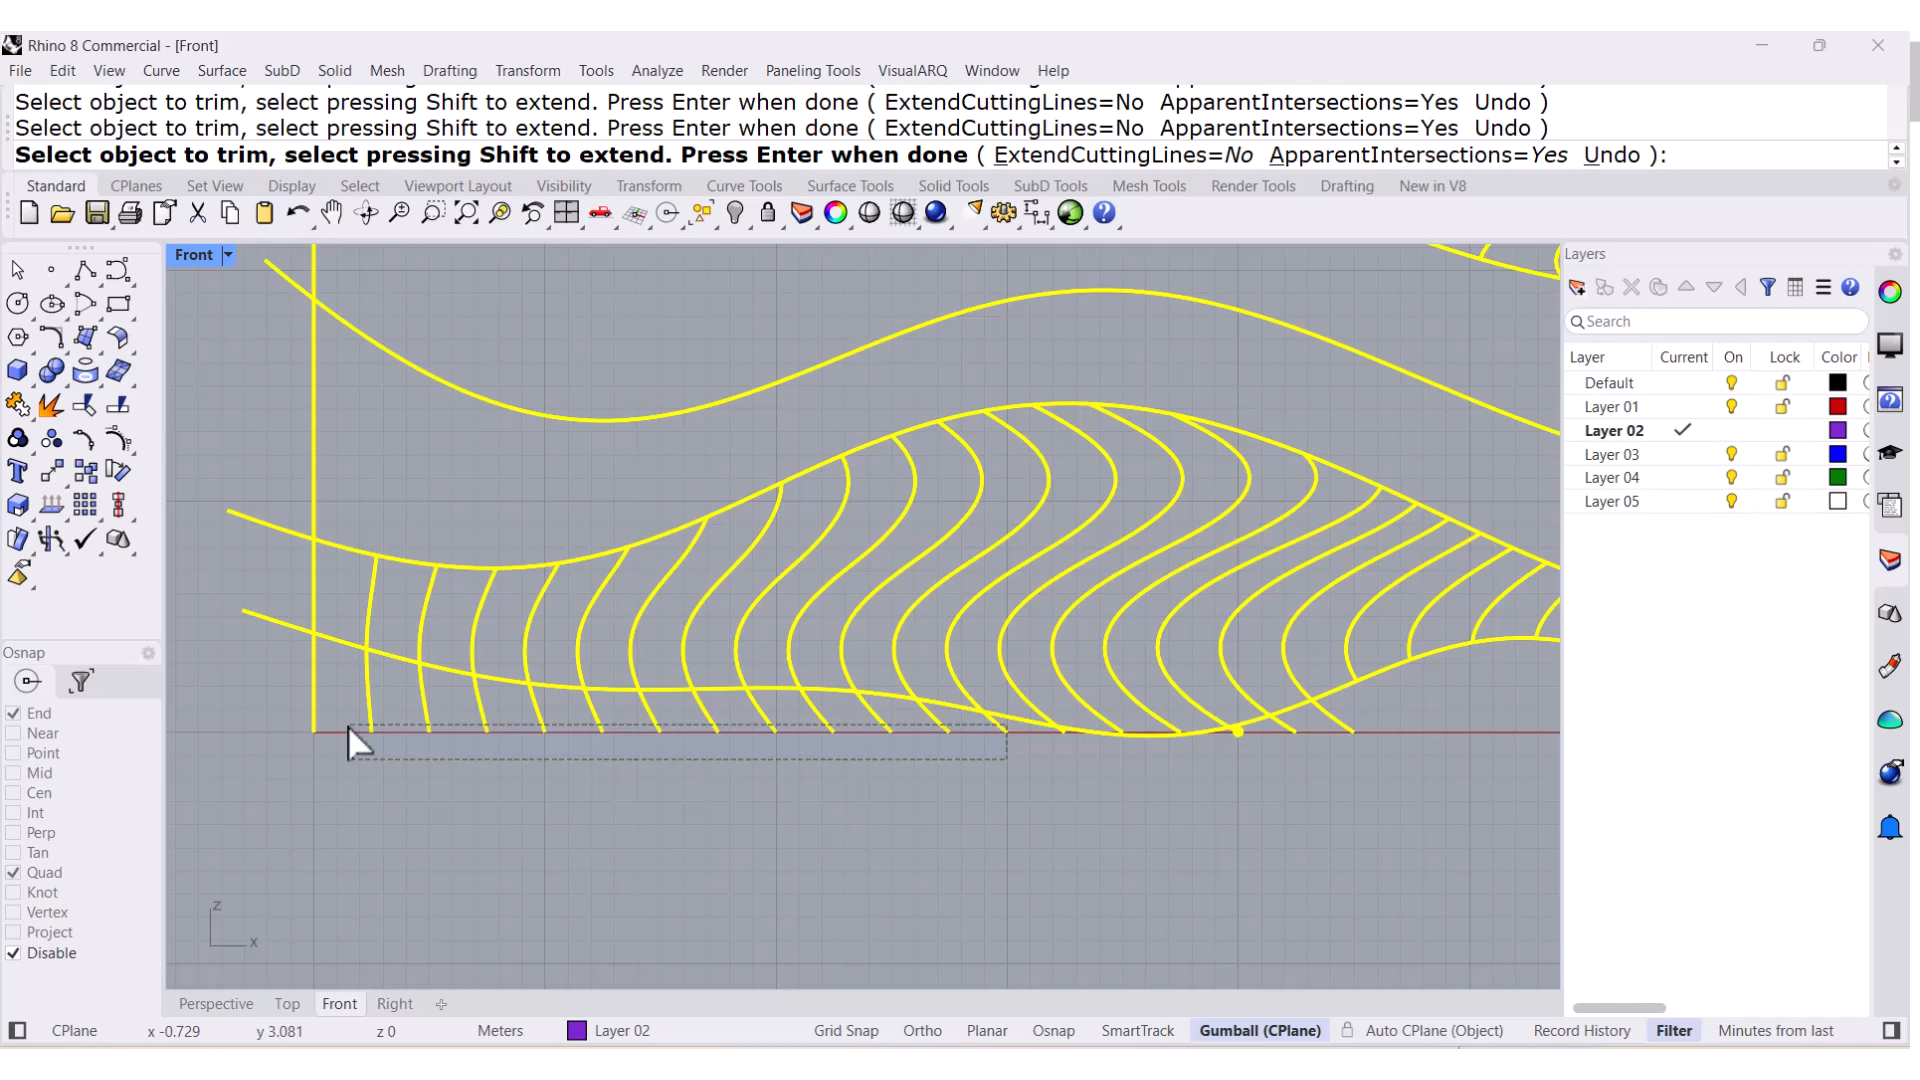 Rhino 8 Commercial - [Front]
File Edit View Curve Surface SubD Solid Mesh Drafting Transform Tools Analyze Render Paneling Tools VisualARQ Window Help
Select object to trim, select pressing Shift to extend. Press Enter when done ( ExtendCuttingLines=No ApparentIntersections=Yes Undo )
Select object to trim, select pressing Shift to extend. Press Enter when done ( ExtendCuttingLines=No ApparentIntersections=Yes Undo )
Select object to trim, select pressing Shift to extend. Press Enter when done ( ExtendCuttingLines=No ApparentIntersections=Yes Undo ):
Standard CPlanes Set View Display Select Viewport Layout Visibility Transform Curve Tools Surface Tools Solid Tools SubD Tools Mesh Tools Render Tools Drafting New in V8
Front
Layers
Search
Layer Current On Lock Color
Default
Layer 01
Layer 02
Layer 03
Layer 04
Layer 05
Osnap
End
Near
Point
Mid
Cen
Int
Perp
Tan
Quad
Knot
Vertex
Project
Disable
z
x
Perspective Top Front Right
CPlane x -0.729 y 3.081 z 0 Meters Layer 02 Grid Snap Ortho Planar Osnap SmartTrack Gumball (CPlane) Auto CPlane (Object) Record History Filter Minutes from last